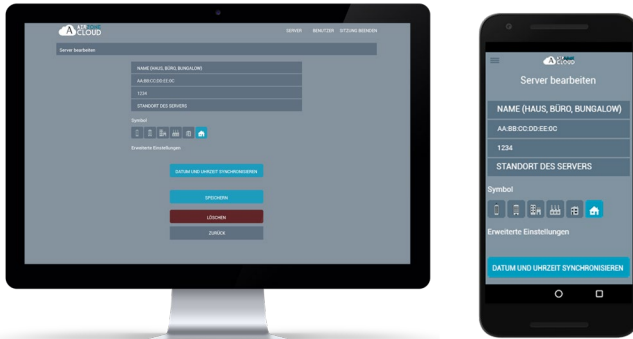 AIRZONE
CLOUD
SERVER BENUTZER SITZUNG BEENDEN
Server bearbeiten
NAME (HAUS, BÜRO, BUNGALOW)
AA:BB:CC:DD:EE:0C
1234
STANDORT DES SERVERS
Symbol
Erweiterte Einstellungen
DATUM UND UHRZEIT SYNCHRONISIEREN
SPEICHERN
LÖSCHEN
ZURÜCK
AIRZONE
CLOUD
Server bearbeiten
NAME (HAUS, BÜRO, BUNGALOW)
AA:BB:CC:DD:EE:0C
1234
STANDORT DES SERVERS
Symbol
Erweiterte Einstellungen
DATUM UND UHRZEIT SYNCHRONISIEREN